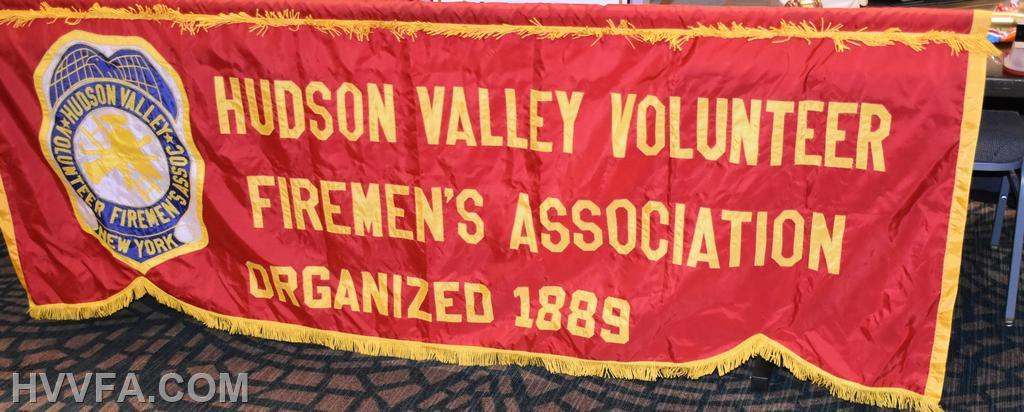 HUDSON VALLEY
VOLUNTEER FIREMEN'S ASSOC.
NEW YORK
HUDSON VALLEY VOLUNTEER
FIREMEN'S ASSOCIATION
ORGANIZED 1889
HVVFA.COM